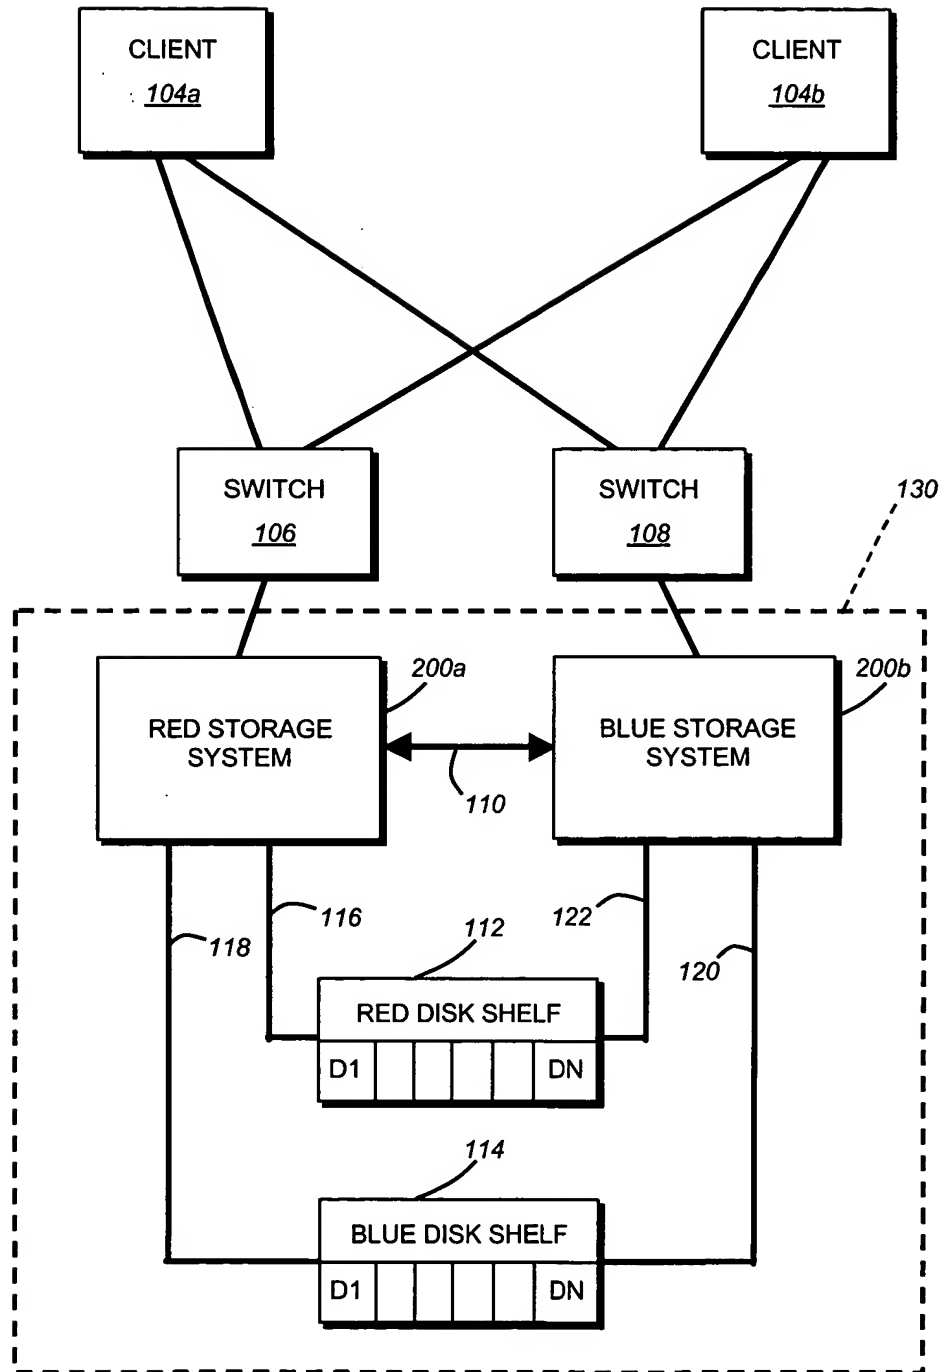 CLIENT
104a
CLIENT
104b
SWITCH
106
SWITCH
108
130
RED STORAGE
SYSTEM
200a
BLUE STORAGE
SYSTEM
200b
110
116
118
122
120
112
RED DISK SHELF
D1
DN
114
BLUE DISK SHELF
D1
DN